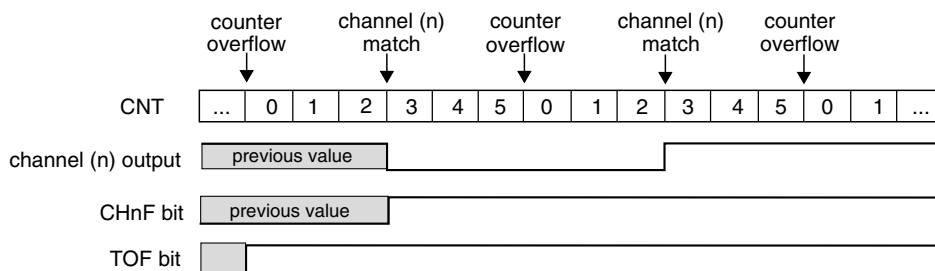 counter overflow
channel (n) match
counter overflow
channel (n) match
counter overflow
CNT ... 0 1 2 3 4 5 0 1 2 3 4 5 0 1 ...
channel (n) output previous value
CHnF bit previous value
TOF bit